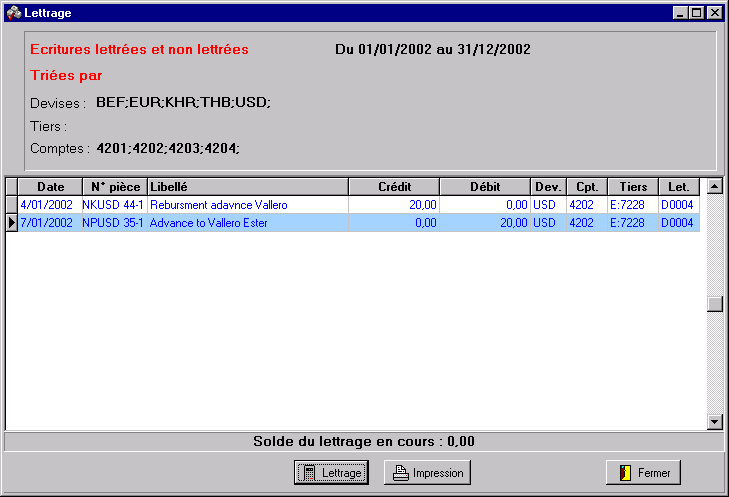 Lettrage
Ecritures lettrées et non lettrées Du 01/01/2002 au 31/12/2002
Triées par
Devises : BEF;EUR;KHR;THB;USD;
Tiers :
Comptes : 4201;4202;4203;4204;
Date N° pièce Libellé Crédit Débit Dev. Cpt. Tiers Let.
4/01/2002 NKUSD 44-1 Rebursment adavnce Vallero 20,00 0,00 USD 4202 E:7228 D0004
7/01/2002 NPUSD 35-1 Advance to Vallero Ester 0,00 20,00 USD 4202 E:7228 D0004
Solde du lettrage en cours : 0,00
Lettrage Impression Fermer